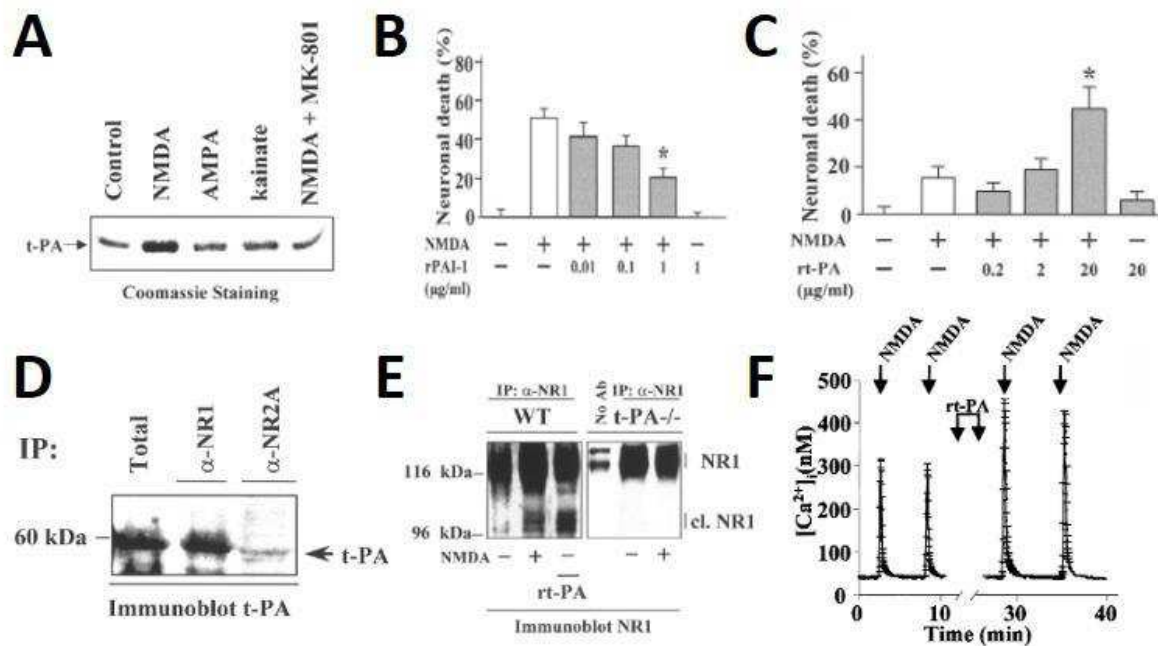 A
Control
NMDA
AMPA
kainate
NMDA + MK-801
t-PA
Coomassie Staining
B
Neuronal death (%)
80
60
40
20
0
*
NMDA – + + + + –
rPAI-1 – – 0.01 0.1 1 1
(μg/ml)
C
Neuronal death (%)
60
40
20
0
*
NMDA – + + + + –
rt-PA – – 0.2 2 20 20
(μg/ml)
D
IP:
Total
α-NR1
α-NR2A
60 kDa
t-PA
Immunoblot t-PA
E
IP: α-NR1
WT
No Ab
IP: α-NR1
t-PA-/-
116 kDa
96 kDa
NR1
cl. NR1
NMDA – + – – +
rt-PA
Immunoblot NR1
F
NMDA
NMDA
NMDA
NMDA
rt-PA
[Ca²⁺]i(nM)
500
400
300
200
100
0
0 10 30 40
Time (min)